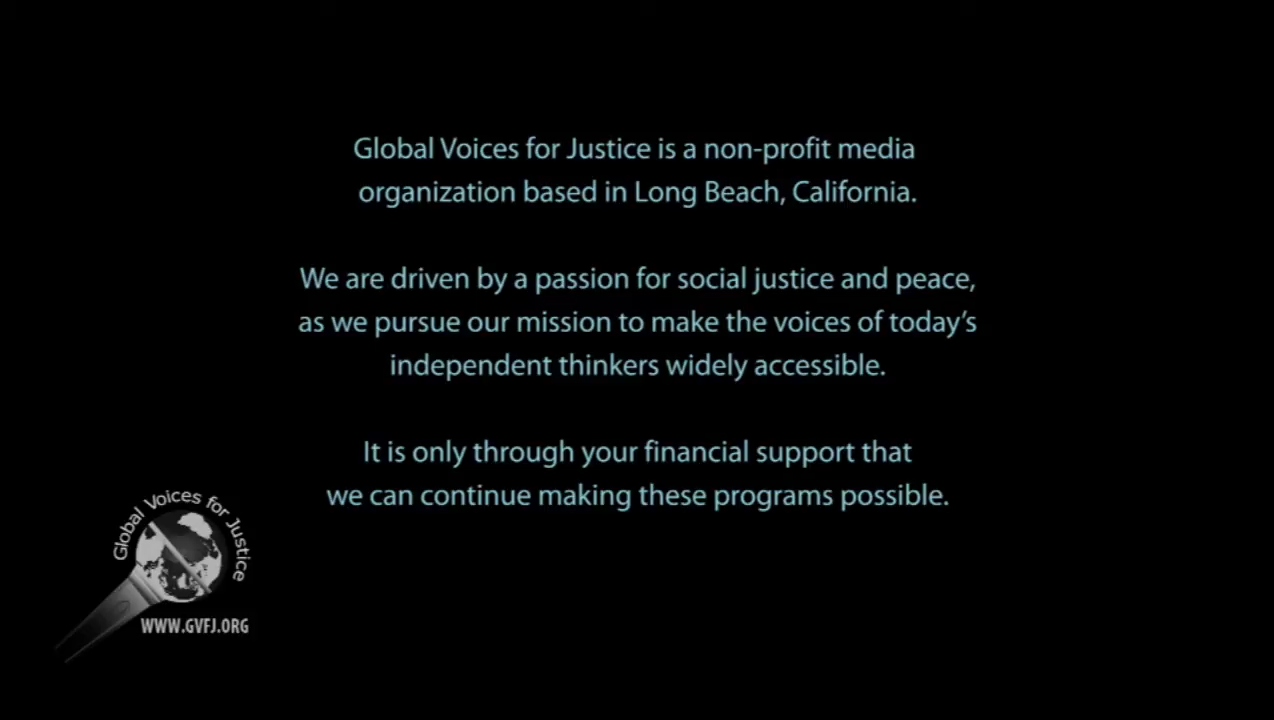 Global Voices for Justice is a non-profit media
organization based in Long Beach, California.
We are driven by a passion for social justice and peace,
as we pursue our mission to make the voices of today's
independent thinkers widely accessible.
It is only through your financial support that
we can continue making these programs possible.
Global Voices for Justice
WWW.GVFJ.ORG